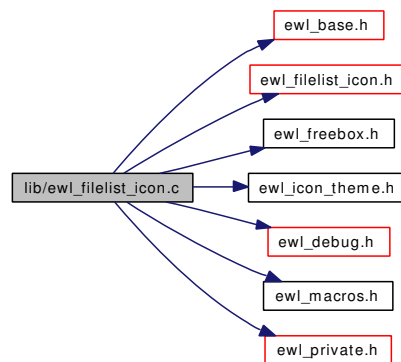 ewl_base.h
ewl_filelist_icon.h
ewl_freebox.h
lib/ewl_filelist_icon.c
ewl_icon_theme.h
ewl_debug.h
ewl_macros.h
ewl_private.h